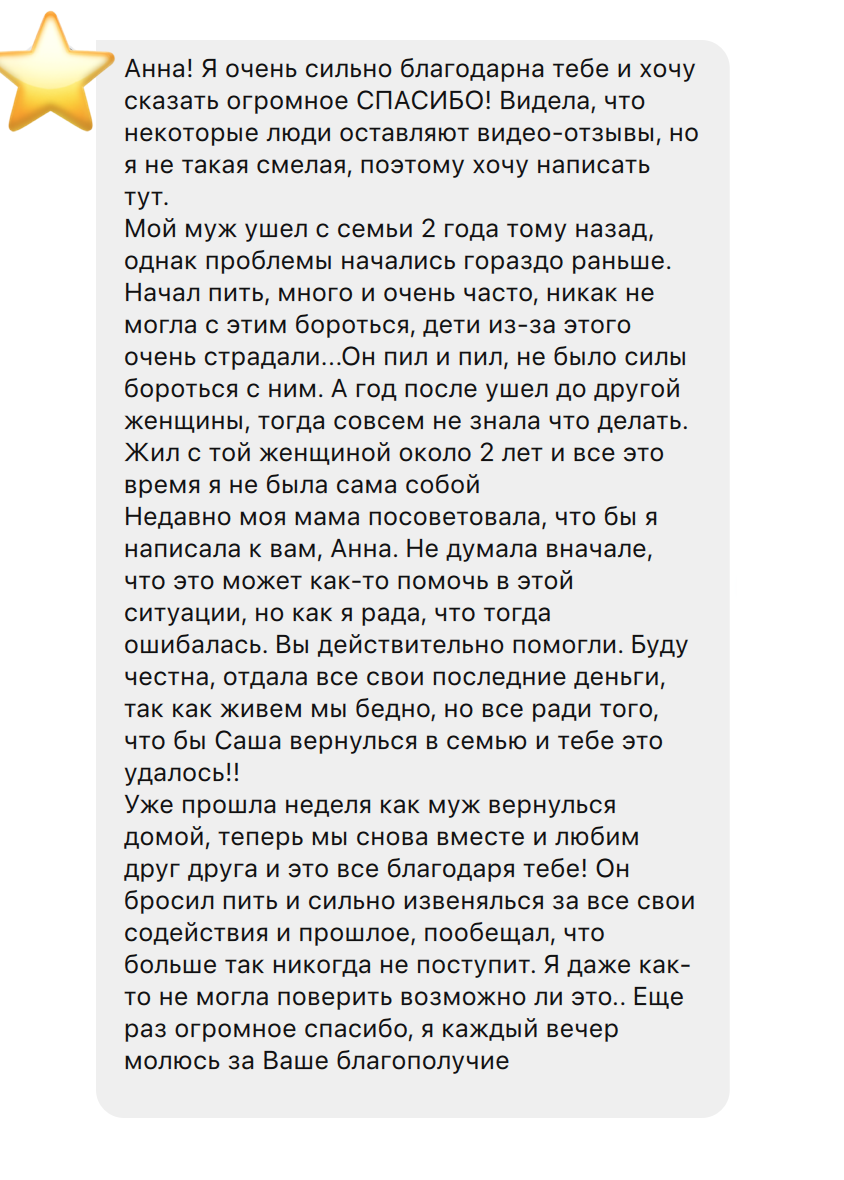 Анна! Я очень сильно благодарна тебе и хочу
сказать огромное СПАСИБО! Видела, что
некоторые люди оставляют видео-отзывы, но
я не такая смелая, поэтому хочу написать
тут.
Мой муж ушел с семьи 2 года тому назад,
однак проблемы начались гораздо раньше.
Начал пить, много и очень часто, никак не
могла с этим бороться, дети из-за этого
очень страдали...Он пил и пил, не было силы
бороться с ним. А год после ушел до другой
женщины, тогда совсем не знала что делать.
Жил с той женщиной около 2 лет и все это
время я не была сама собой
Недавно моя мама посоветовала, что бы я
написала к вам, Анна. Не думала вначале,
что это может как-то помочь в этой
ситуации, но как я рада, что тогда
ошибалась. Вы действительно помогли. Буду
честна, отдала все свои последние деньги,
так как живем мы бедно, но все ради того,
что бы Саша вернулься в семью и тебе это
удалось!!
Уже прошла неделя как муж вернулься
домой, теперь мы снова вместе и любим
друг друга и это все благодаря тебе! Он
бросил пить и сильно извенялься за все свои
содействия и прошлое, пообещал, что
больше так никогда не поступит. Я даже как-
то не могла поверить возможно ли это.. Еще
раз огромное спасибо, я каждый вечер
молюсь за Ваше благополучие